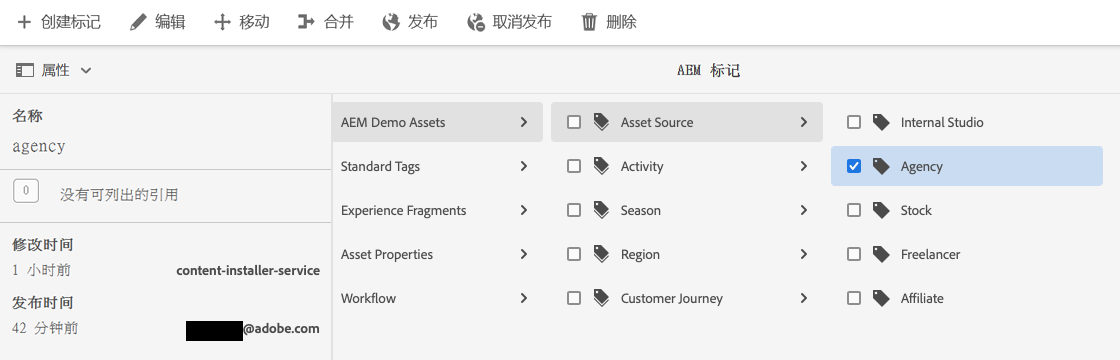 创建标记 编辑 移动 合并 发布 取消发布 删除
属性 AEM 标记
名称
agency
0 没有可列出的引用
修改时间
1 小时前 content-installer-service
发布时间
42 分钟前 @adobe.com
AEM Demo Assets
Standard Tags
Experience Fragments
Asset Properties
Workflow
Asset Source
Activity
Season
Region
Customer Journey
Internal Studio
Agency
Stock
Freelancer
Affiliate